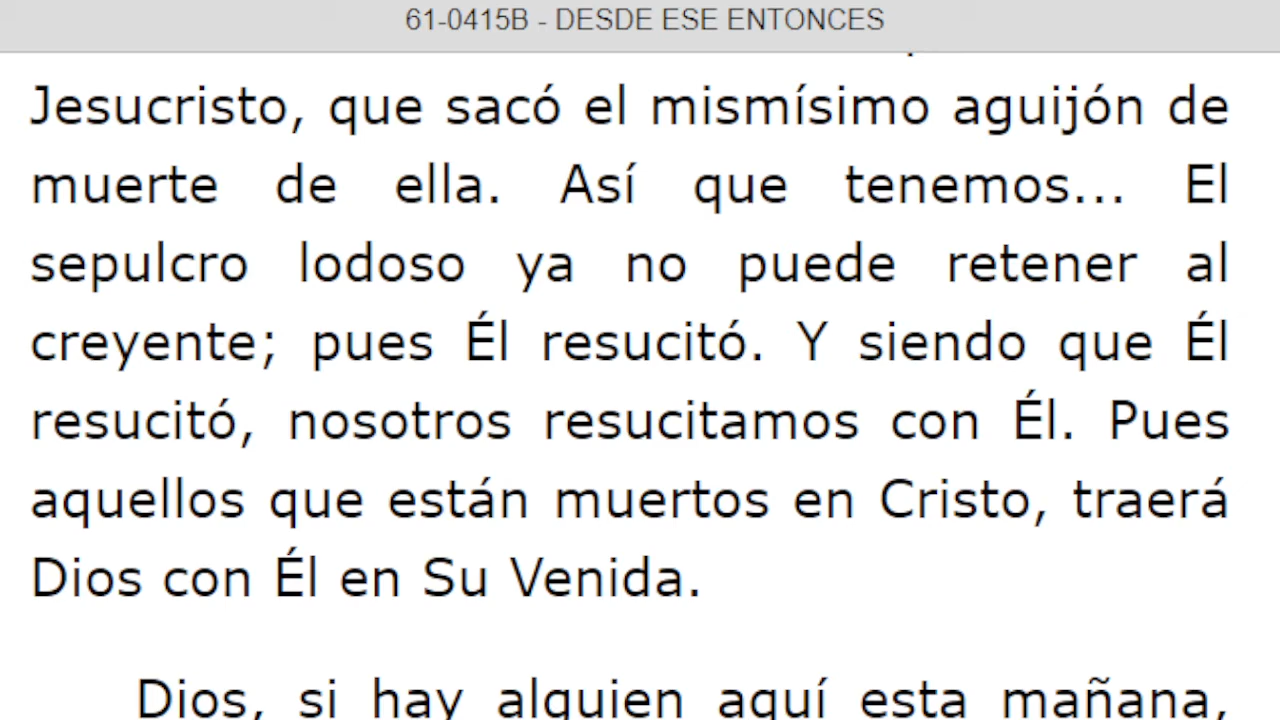 61-0415B - DESDE ESE ENTONCES
Jesucristo, que sacó el mismísimo aguijón de
muerte de ella. Así que tenemos... El
sepulcro lodoso ya no puede retener al
creyente; pues Él resucitó. Y siendo que Él
resucitó, nosotros resucitamos con Él. Pues
aquellos que están muertos en Cristo, traerá
Dios con Él en Su Venida.
Dios, si hay alguien aquí esta mañana,